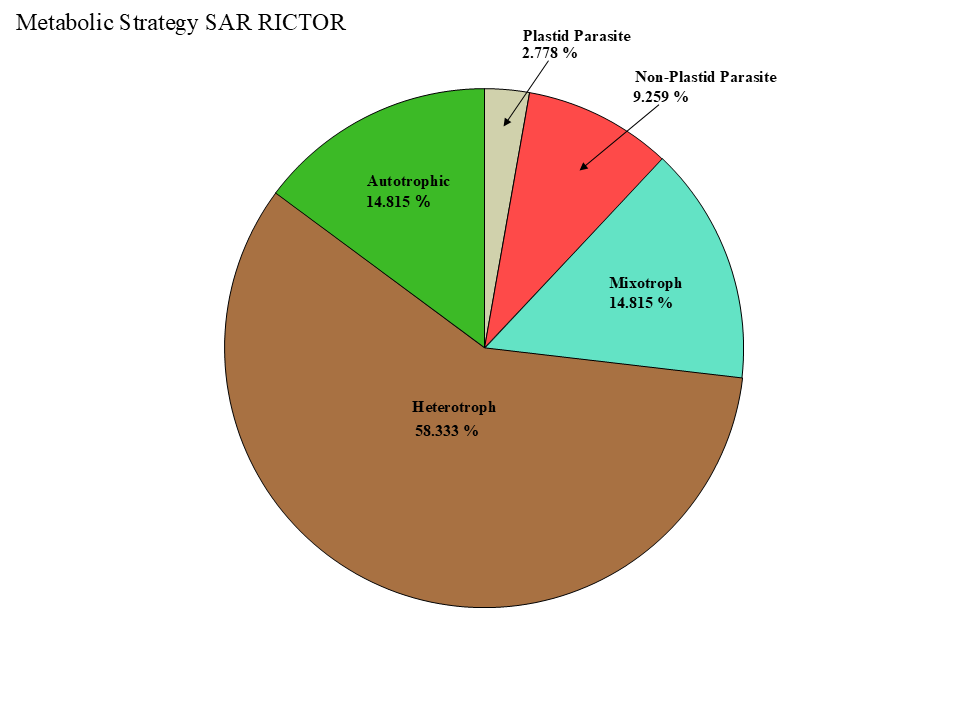 Metabolic Strategy SAR RICTOR
Plastid Parasite
2.778 %
Non-Plastid Parasite
9.259 %
Autotrophic
14.815 %
Mixotroph
14.815 %
Heterotroph
58.333 %